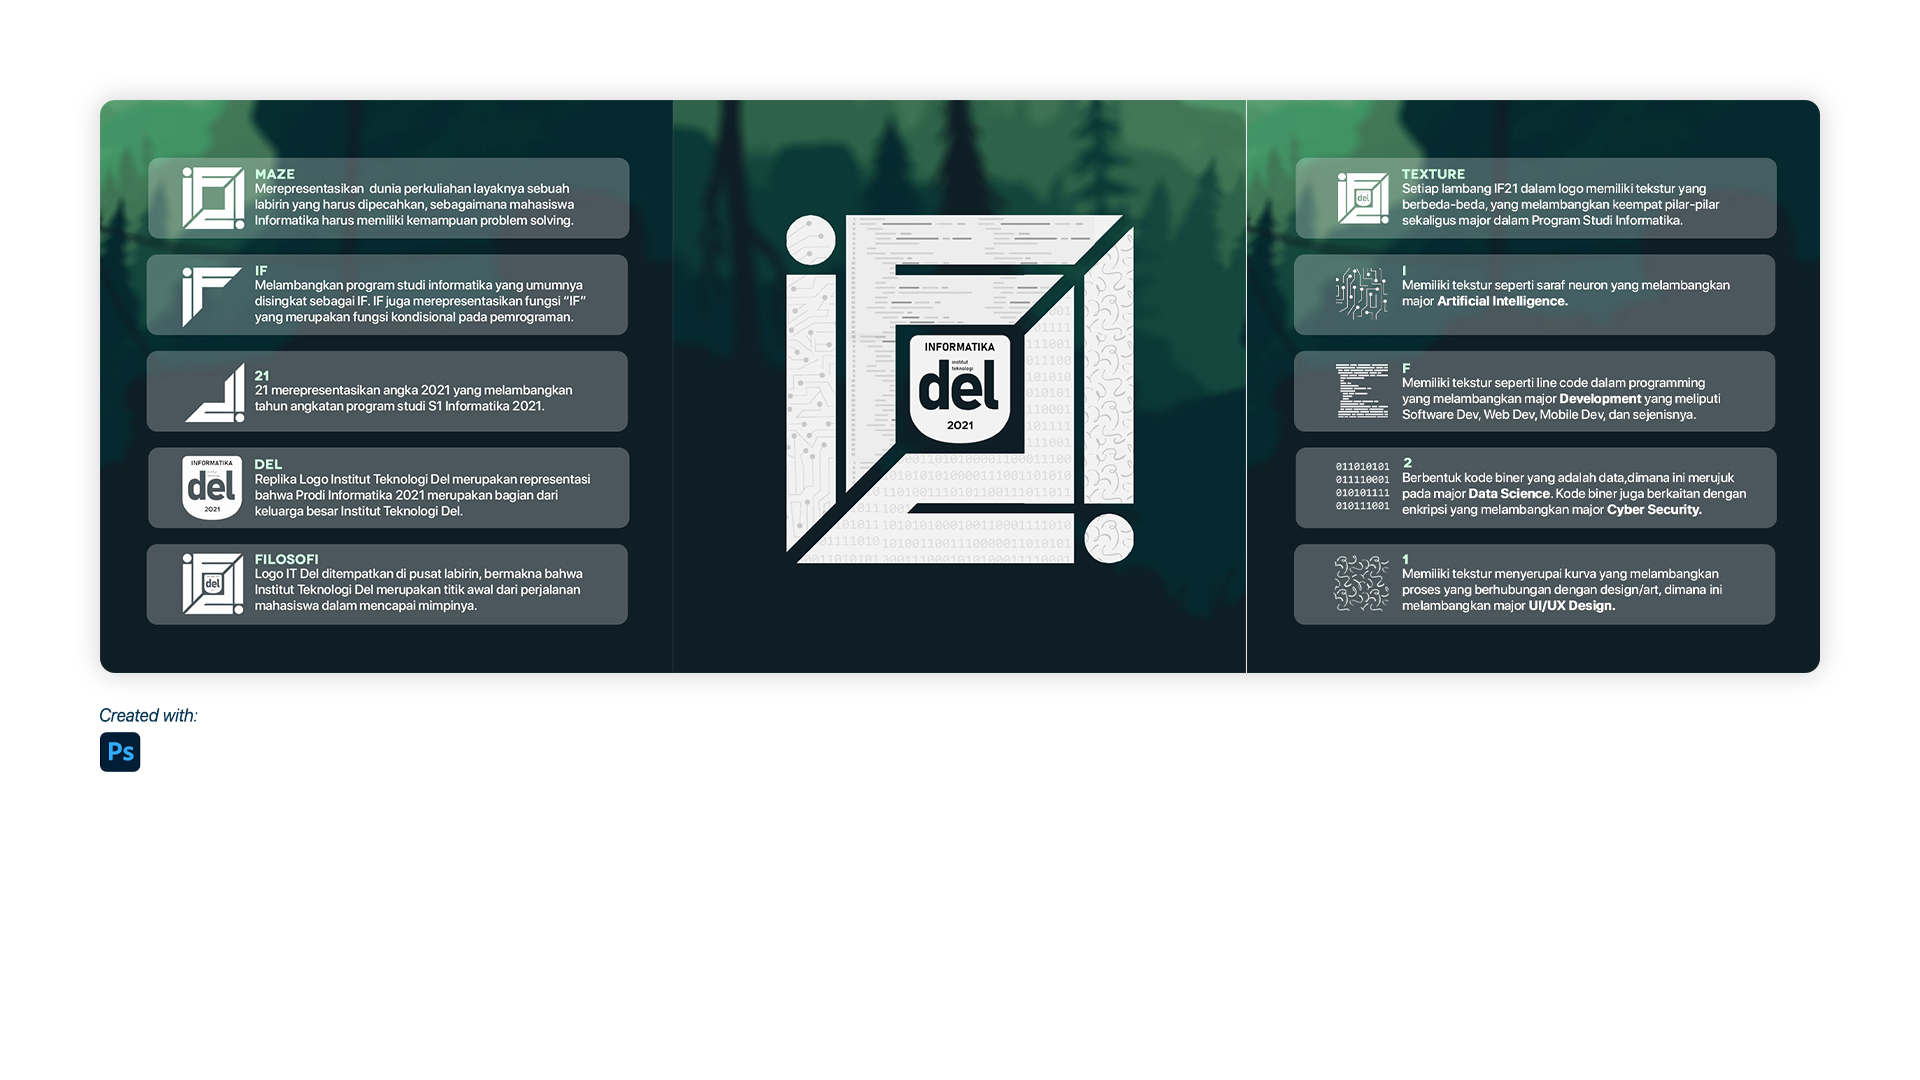 MAZE
Merepresentasikan dunia perkuliahan layaknya sebuah
labirin yang harus dipecahkan, sebagaimana mahasiswa
Informatika harus memiliki kemampuan problem solving.
IF
Melambangkan program studi informatika yang umumnya
disingkat sebagai IF. IF juga merepresentasikan fungsi “IF”
yang merupakan fungsi kondisional pada pemrograman.
21
21 merepresentasikan angka 2021 yang melambangkan
tahun angkatan program studi S1 Informatika 2021.
INFORMATIKA
del
2021
DEL
Replika Logo Institut Teknologi Del merupakan representasi
bahwa Prodi Informatika 2021 merupakan bagian dari
keluarga besar Institut Teknologi Del.
del
FILOSOFI
Logo IT Del ditempatkan di pusat labirin, bermakna bahwa
Institut Teknologi Del merupakan titik awal dari perjalanan
mahasiswa dalam mencapai mimpinya.
INFORMATIKA
institut
teknologi
del
2021
del
TEXTURE
Setiap lambang IF21 dalam logo memiliki tekstur yang
berbeda-beda, yang melambangkan keempat pilar-pilar
sekaligus major dalam Program Studi Informatika.
I
Memiliki tekstur seperti saraf neuron yang melambangkan
major Artificial Intelligence.
F
Memiliki tekstur seperti line code dalam programming
yang melambangkan major Development yang meliputi
Software Dev, Web Dev, Mobile Dev, dan sejenisnya.
011010101
011110001
010101111
010111001
2
Berbentuk kode biner yang adalah data,dimana ini merujuk
pada major Data Science. Kode biner juga berkaitan dengan
enkripsi yang melambangkan major Cyber Security.
1
Memiliki tekstur menyerupai kurva yang melambangkan
proses yang berhubungan dengan design/art, dimana ini
melambangkan major UI/UX Design.
Created with:
Ps